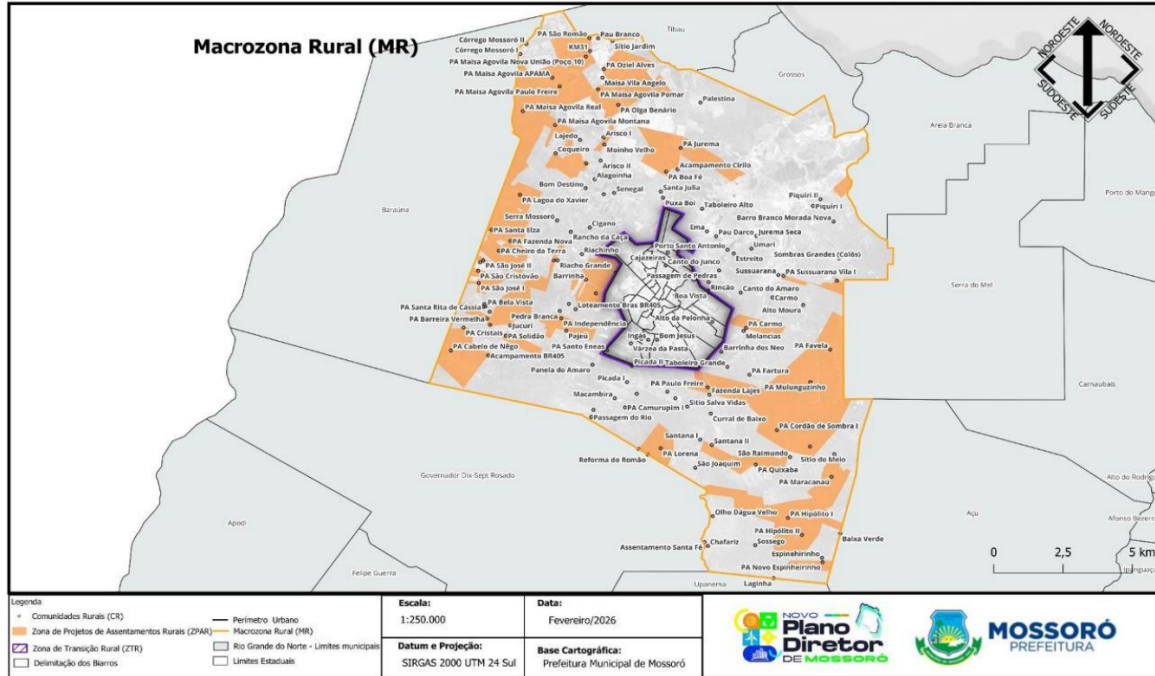 Macrozona Rural (MR)
NOROESTE
NORDESTE
SUDOESTE
SUDESTE
Tibau
Grossos
Areia Branca
Porto do Mang
Serra do Mel
Carnaubais
Alto do Rodrig
Afonso Bezerra
Açu
Upanema
Felipe Guerra
Apodi
Governador Dix-Sept Rosado
Baraúna
PA São Romão
Pau Branco
Córrego Mossoró II
KM31
Sítio Jardim
Córrego Mossoró I
PA Maisa Agovila Nova União (Poço 10)
PA Oziel Alves
PA Maisa Agovila APAMA
Maisa Vila Angelo
PA Maisa Agovila Paulo Freire
PA Maisa Agovila Pomar
Palestina
PA Maisa Agovila Real
PA Olga Benário
PA Maisa Agovila Montana
Lajedo
Arisco I
Coqueiro
Moinho Velho
PA Jurema
Arisco II
Acampamento Cirilo
Alagoinha
PA Boa Fé
Bom Destino
Senegal
Santa Julia
PA Lagoa do Xavier
Puxa Boi
Taboleiro Alto
Piquiri II
Piquiri I
Serra Mossoró
Barro Branco Morada Nova
Cigano
Ema
PA Santa Elza
Rancho da Caça
Pau Darco
Jurema Seca
PA Fazenda Nova
Porto Santo Antonio
Umari
PA Cheiro da Terra
Riachinho
Cajazeiras
Canto do Junco
Estreito
Sombras Grandes (Colôs)
PA São José II
Riacho Grande
Passagem de Pedras
Sussuarana
PA Sussuarana Vila I
PA São Cristovão
Barrinha
Rincão
PA São José I
Boa Vista
Canto do Amaro
Carmo
PA Santa Rita de Cássia
PA Bela Vista
Loteamento Bras BR405
Alto Moura
PA Barreira Vermelha
Pedra Branca
Alto da Pelonha
Jucuri
PA Independência
PA Carmo
PA Cristais
PA Solidão
Pajeú
Ingás
Bom Jesus
Melancias
PA Cabelo de Nêgo
PA Santo Eneas
Várzea da Pasta
Barrinha dos Neo
PA Favela
Acampamento BR405
Picada II
Taboleiro Grande
Panela do Amaro
PA Fartura
Picada I
PA Paulo Freire
Fazenda Lajes
PA Mulunguzinho
Macambira
Sitio Salva Vidas
PA Camurupim I
Passagem do Rio
Curral de Baixo
PA Cordão de Sombra I
Santana I
Santana II
Reforma do Romão
PA Lorena
São Raimundo
Sítio do Melo
São Joaquim
PA Quixaba
PA Maracanaú
Olho Dágua Velho
PA Hipólito I
PA Hipólito II
Baixa Verde
Assentamento Santa Fé
Chafariz
Sossego
Espinehirinho
PA Novo Espinheirinho
Laginha
0 2,5 5 km
Legenda
Comunidades Rurais (CR)
Zona de Projetos de Assentamentos Rurais (ZPAR)
Zona de Transição Rural (ZTR)
Delimitação dos Biarros
Perímetro Urbano
Macrozona Rural (MR)
Rio Grande do Norte - Limites municipais
Limites Estaduais
Escala:
1:250.000
Data:
Fevereiro/2026
Datum e Projeção:
SIRGAS 2000 UTM 24 Sul
Base Cartográfica:
Prefeitura Municipal de Mossoró
NOVO
Plano
Diretor
DE MOSSORÓ
MOSSORÓ
PREFEITURA